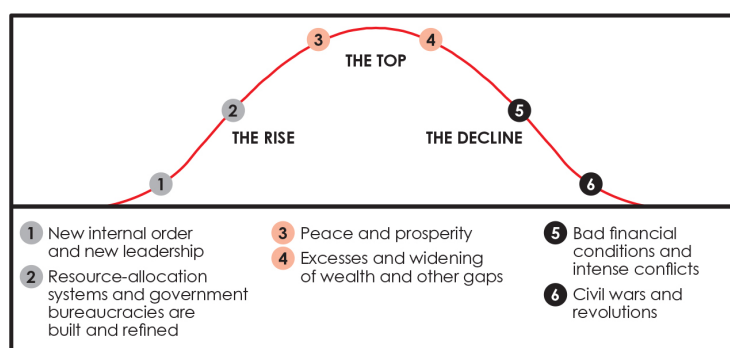 3
4
THE TOP
2
5
THE RISE
THE DECLINE
1
6
1 New internal order
and new leadership
2 Resource-allocation
systems and government
bureaucracies are
built and refined
3 Peace and prosperity
4 Excesses and widening
of wealth and other gaps
5 Bad financial
conditions and
intense conflicts
6 Civil wars and
revolutions